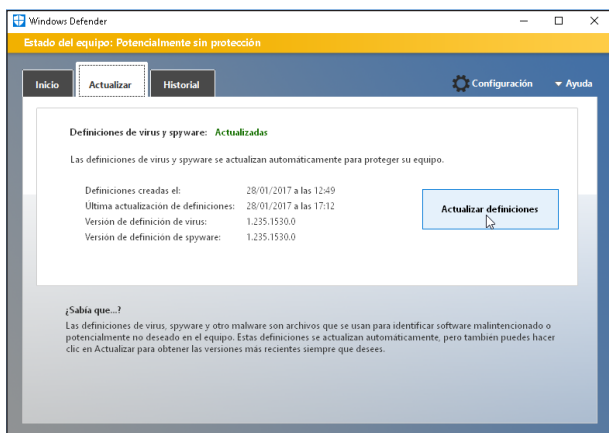 Windows Defender
Estado del equipo: Potencialmente sin protección
Inicio
Actualizar
Historial
Configuración
Ayuda
Definiciones de virus y spyware: Actualizadas
Las definiciones de virus y spyware se actualizan automáticamente para proteger su equipo.
Definiciones creadas el: 28/01/2017 a las 12:49
Última actualización de definiciones: 28/01/2017 a las 17:12
Versión de definición de virus: 1.235.1530.0
Versión de definición de spyware: 1.235.1530.0
Actualizar definiciones
¿Sabía que...?
Las definiciones de virus, spyware y otro malware son archivos que se usan para identificar software malintencionado o
potencialmente no deseado en el equipo. Estas definiciones se actualizan automáticamente, pero también puedes hacer
clic en Actualizar para obtener las versiones más recientes siempre que desees.